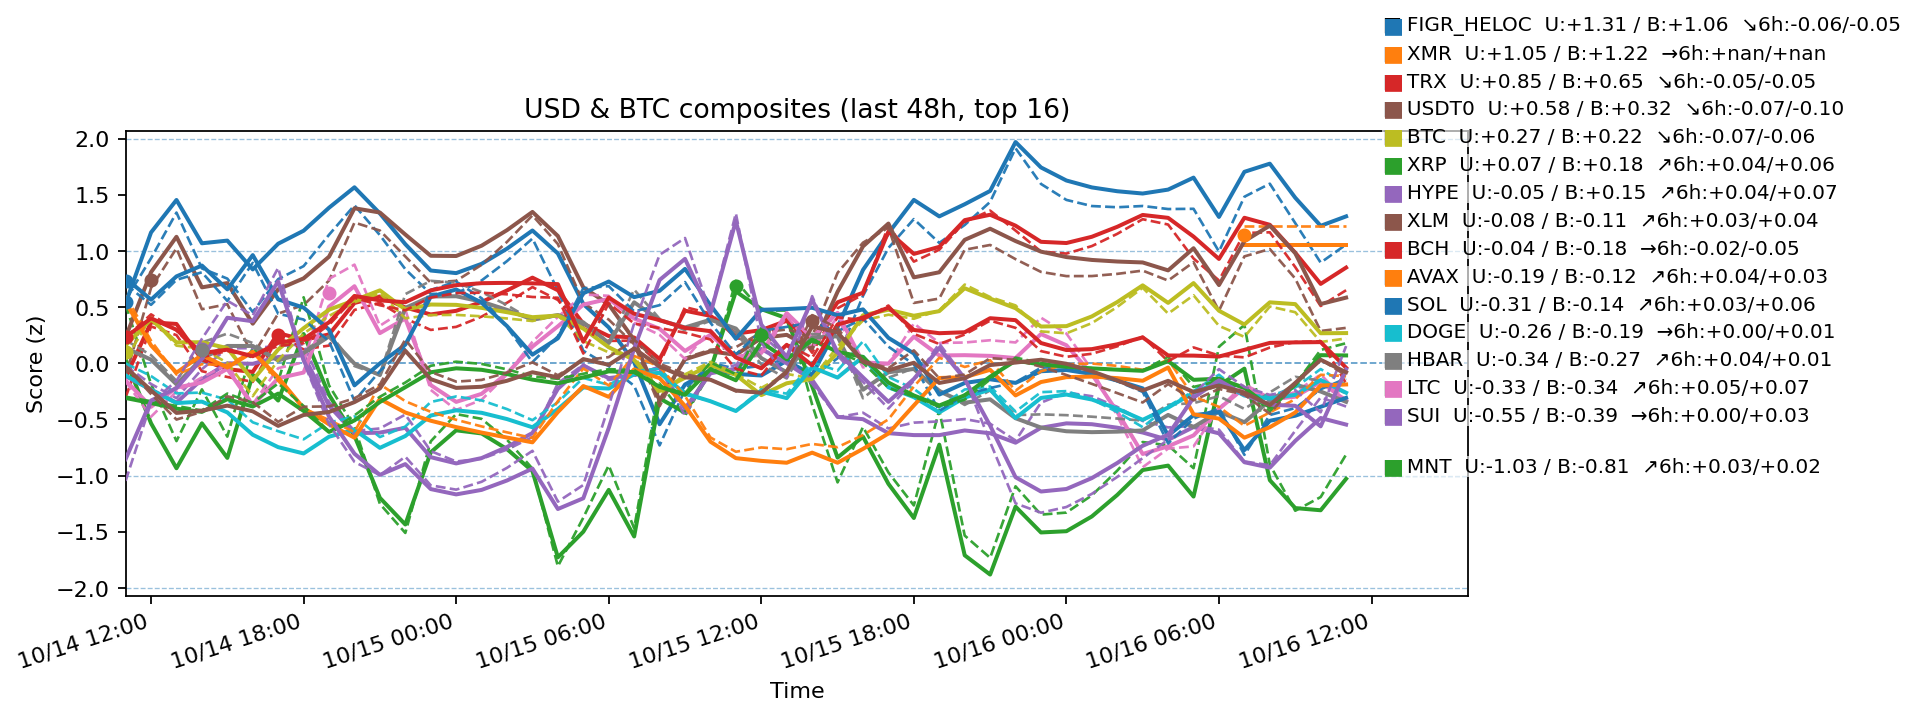 FIGR_HELOC U:+1.31 / B:+1.06 ↘6h:-0.06/-0.05
XMR U:+1.05 / B:+1.22 →6h:+nan/+nan
TRX U:+0.85 / B:+0.65 ↘6h:-0.05/-0.05
USDT0 U:+0.58 / B:+0.32 ↘6h:-0.07/-0.10
BTC U:+0.27 / B:+0.22 ↘6h:-0.07/-0.06
XRP U:+0.07 / B:+0.18 ↗6h:+0.04/+0.06
HYPE U:-0.05 / B:+0.15 ↗6h:+0.04/+0.07
XLM U:-0.08 / B:-0.11 ↗6h:+0.03/+0.04
BCH U:-0.04 / B:-0.18 →6h:-0.02/-0.05
AVAX U:-0.19 / B:-0.12 ↗6h:+0.04/+0.03
SOL U:-0.31 / B:-0.14 ↗6h:+0.03/+0.06
DOGE U:-0.26 / B:-0.19 →6h:+0.00/+0.01
HBAR U:-0.34 / B:-0.27 ↗6h:+0.04/+0.01
LTC U:-0.33 / B:-0.34 ↗6h:+0.05/+0.07
SUI U:-0.55 / B:-0.39 →6h:+0.00/+0.03
MNT U:-1.03 / B:-0.81 ↗6h:+0.03/+0.02
USD & BTC composites (last 48h, top 16)
Score (z)
2.0
1.5
1.0
0.5
0.0
−0.5
−1.0
−1.5
−2.0
10/14 12:00
10/14 18:00
10/15 00:00
10/15 06:00
10/15 12:00
10/15 18:00
10/16 00:00
10/16 06:00
10/16 12:00
Time